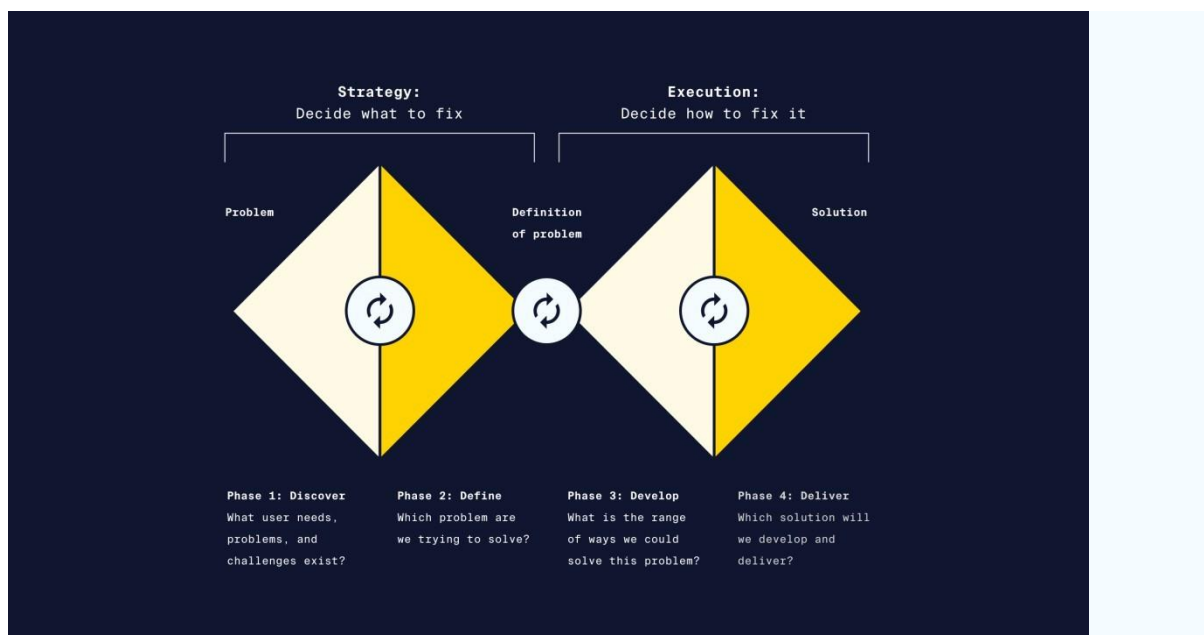 Strategy:
Decide what to fix
Execution:
Decide how to fix it
Problem
Definition
of problem
Solution
Phase 1: Discover
What user needs,
problems, and
challenges exist?
Phase 2: Define
Which problem are
we trying to solve?
Phase 3: Develop
What is the range
of ways we could
solve this problem?
Phase 4: Deliver
Which solution will
we develop and
deliver?